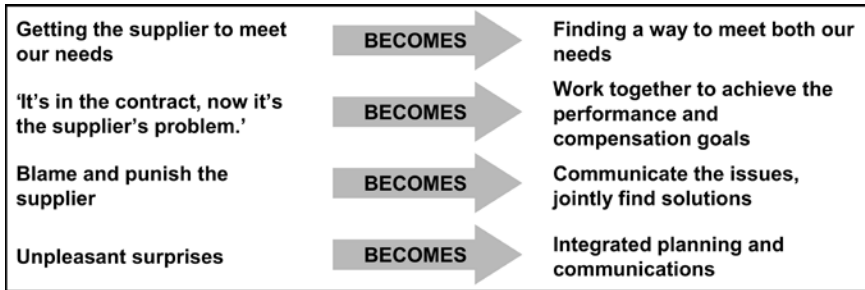 Getting the supplier to meet
our needs
BECOMES
Finding a way to meet both our
needs
'It's in the contract, now it's
the supplier's problem.'
BECOMES
Work together to achieve the
performance and
compensation goals
Blame and punish the
supplier
BECOMES
Communicate the issues,
jointly find solutions
Unpleasant surprises
BECOMES
Integrated planning and
communications